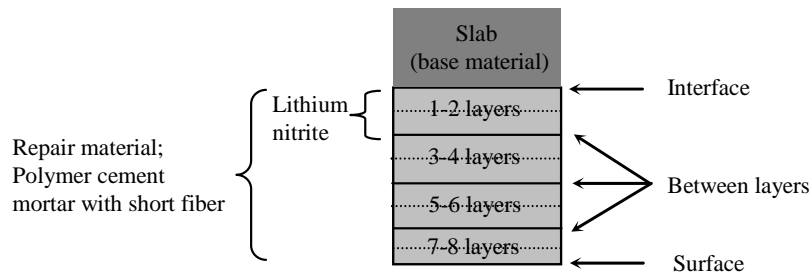 Slab
(base material)
Interface
Lithium
nitrite
1-2 layers
Repair material;
Polymer cement
mortar with short fiber
3-4 layers
5-6 layers
7-8 layers
Between layers
Surface